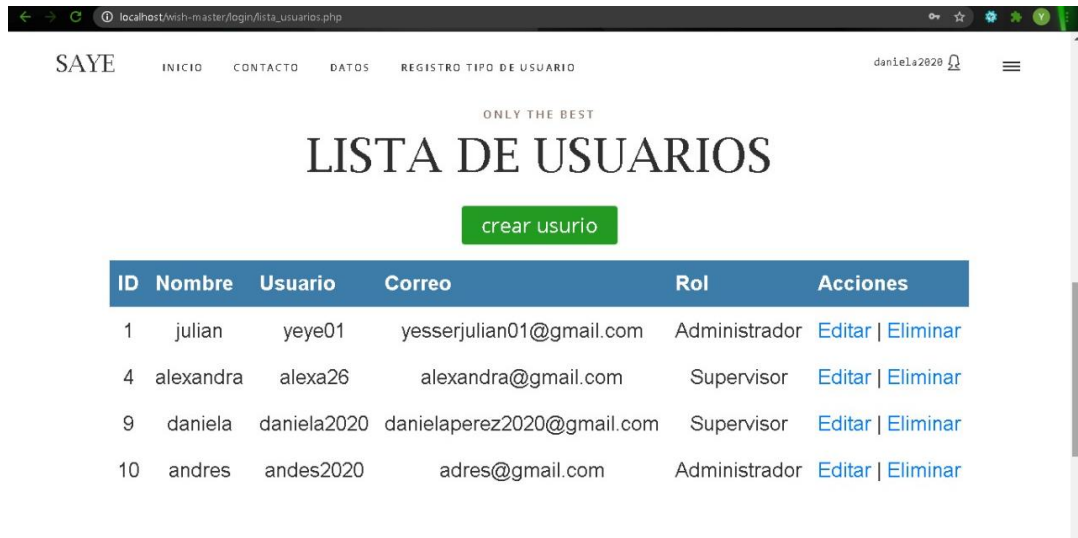 localhost/wish-master/login/lista_usuarios.php
Y
SAYE INICIO CONTACTO DATOS REGISTRO TIPO DE USUARIO daniela2020
ONLY THE BEST
LISTA DE USUARIOS
crear usurio
ID Nombre Usuario Correo Rol Acciones
1 julian yeye01 yesserjulian01@gmail.com Administrador Editar | Eliminar
4 alexandra alexa26 alexandra@gmail.com Supervisor Editar | Eliminar
9 daniela daniela2020 danielaperez2020@gmail.com Supervisor Editar | Eliminar
10 andres andes2020 adres@gmail.com Administrador Editar | Eliminar